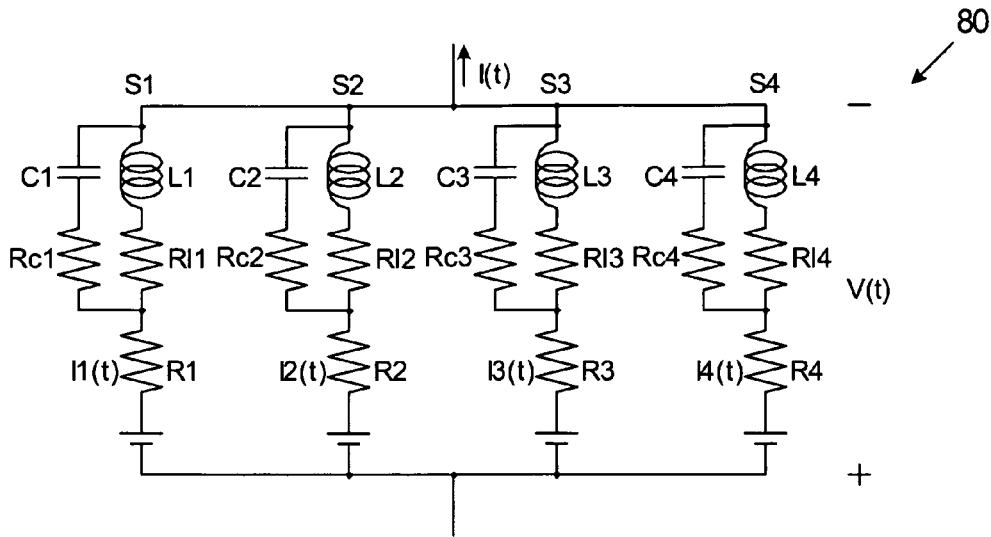 80
I(t)
S1 S2 S3 S4 −
C1 L1 C2 L2 C3 L3 C4 L4
Rc1 Rl1 Rc2 Rl2 Rc3 Rl3 Rc4 Rl4
V(t)
I1(t) R1 I2(t) R2 I3(t) R3 I4(t) R4
+